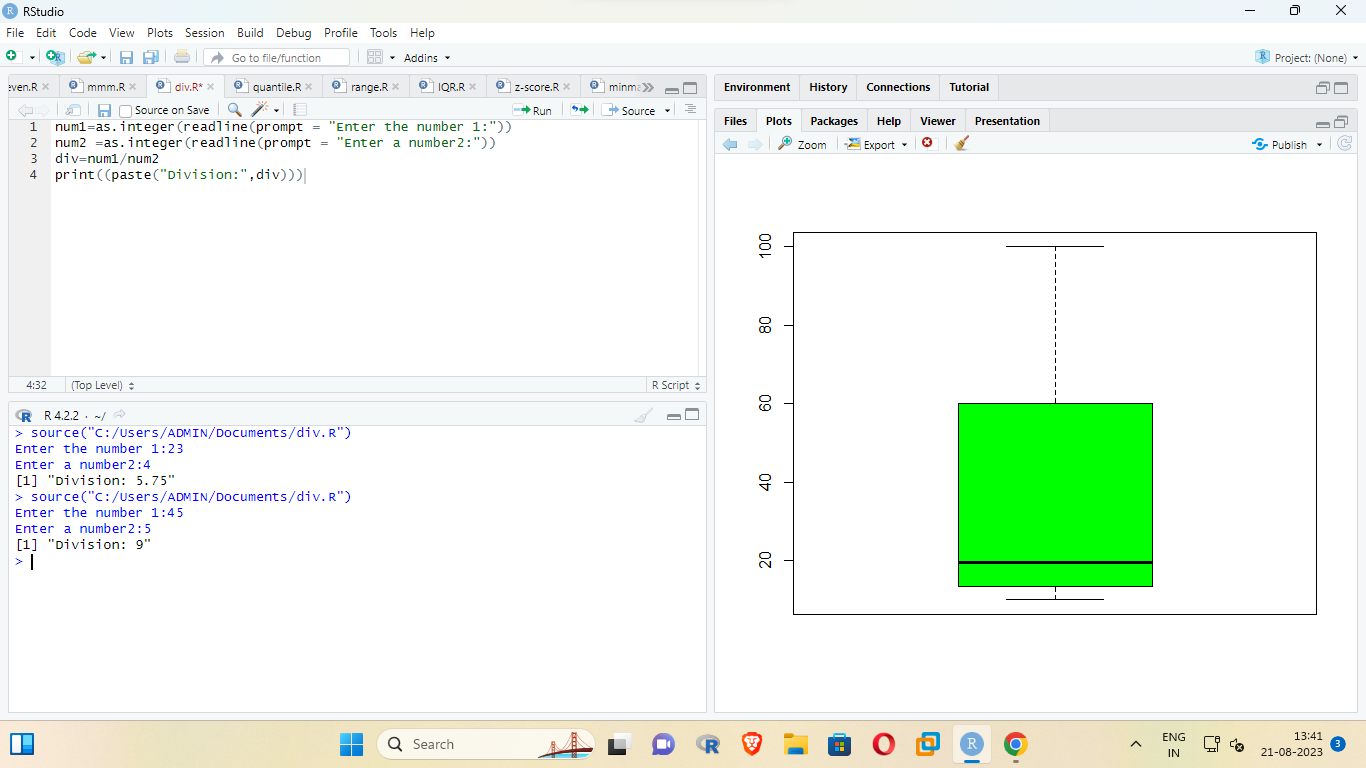 RStudio
File Edit Code View Plots Session Build Debug Profile Tools Help
Go to file/function Addins Project: (None)
even.R mmm.R div.R* quantile.R range.R IQR.R z-score.R minma
Source on Save Run Source
1 num1=as.integer(readline(prompt = "Enter the number 1:"))
2 num2 =as.integer(readline(prompt = "Enter a number2:"))
3 div=num1/num2
4 print((paste("Division:",div)))
4:32 (Top Level) R Script
R 4.2.2 · ~/
> source("C:/Users/ADMIN/Documents/div.R")
Enter the number 1:23
Enter a number2:4
[1] "Division: 5.75"
> source("C:/Users/ADMIN/Documents/div.R")
Enter the number 1:45
Enter a number2:5
[1] "Division: 9"
>
Environment History Connections Tutorial
Files Plots Packages Help Viewer Presentation
Zoom Export Publish
100
80
60
40
20
Search
ENG
IN
13:41
21-08-2023
3